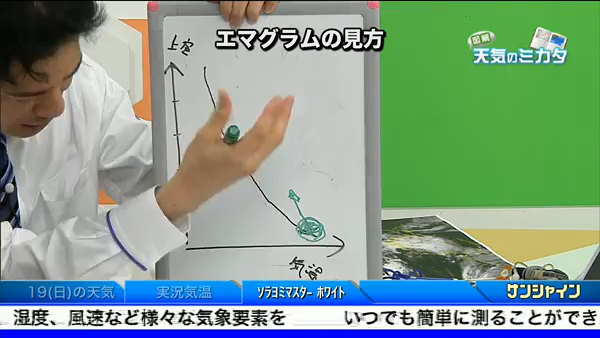 エマグラムの見方
図解
天気のミカタ
上空
気温
19(日)の天気
実況気温
ソラヨミマスター ホワイト
サンシャイン
湿度、風速など様々な気象要素を
いつでも簡単に測ることができ